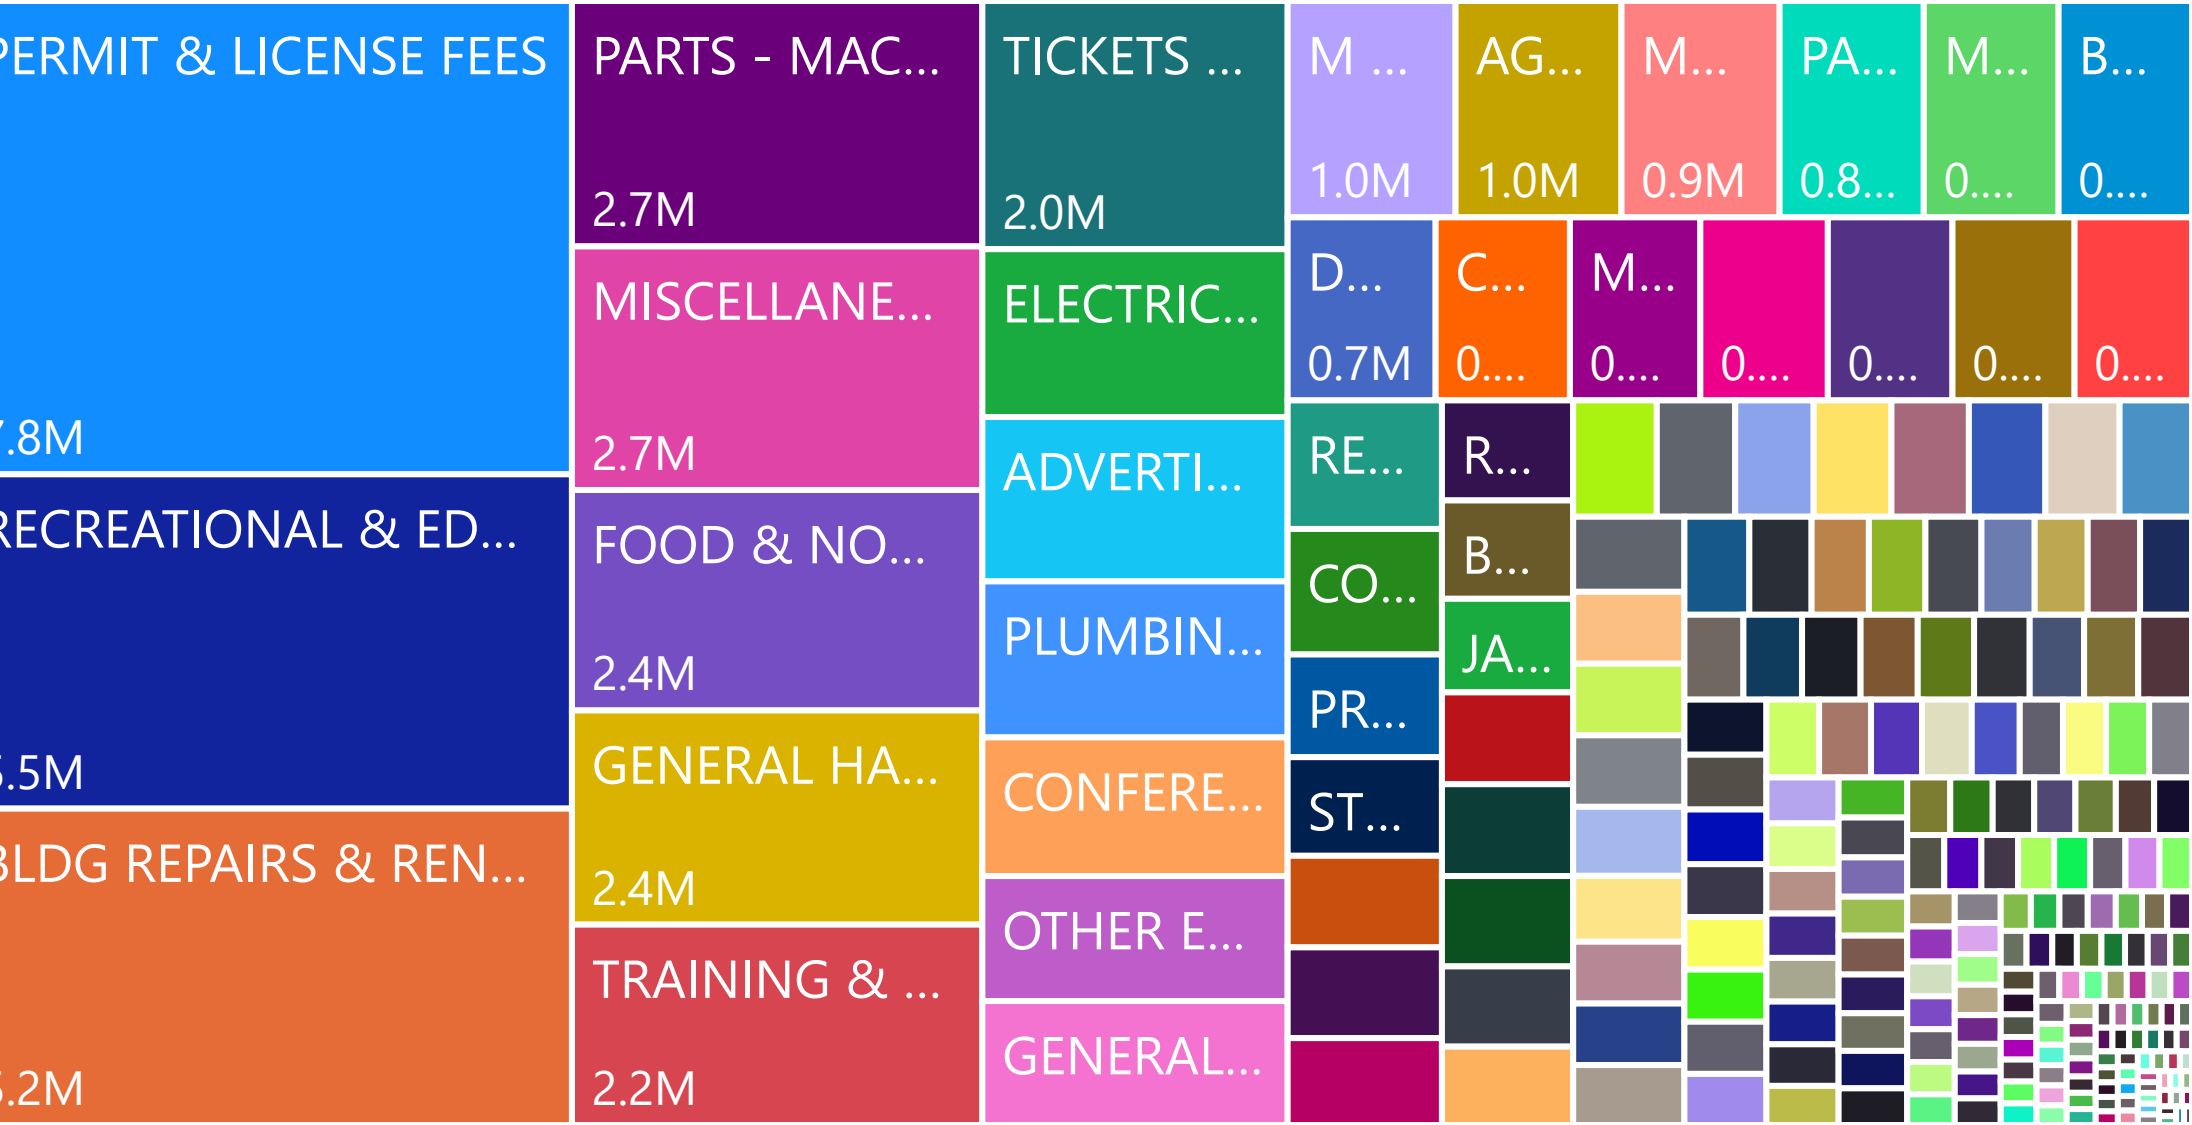 PERMIT & LICENSE FEES
.8M
RECREATIONAL & ED...
.5M
BLDG REPAIRS & REN...
.2M
PARTS - MAC...
2.7M
MISCELLANE...
2.7M
FOOD & NO...
2.4M
GENERAL HA...
2.4M
TRAINING & ...
2.2M
TICKETS ...
2.0M
ELECTRIC...
ADVERTI...
PLUMBIN...
CONFERE...
OTHER E...
GENERAL...
M ...
1.0M
AG...
1.0M
M...
0.9M
PA...
0.8...
M...
0....
B...
0....
D...
0.7M
C...
0....
M...
0....
0....
0....
0....
0....
RE...
CO...
PR...
ST...
R...
B...
JA...